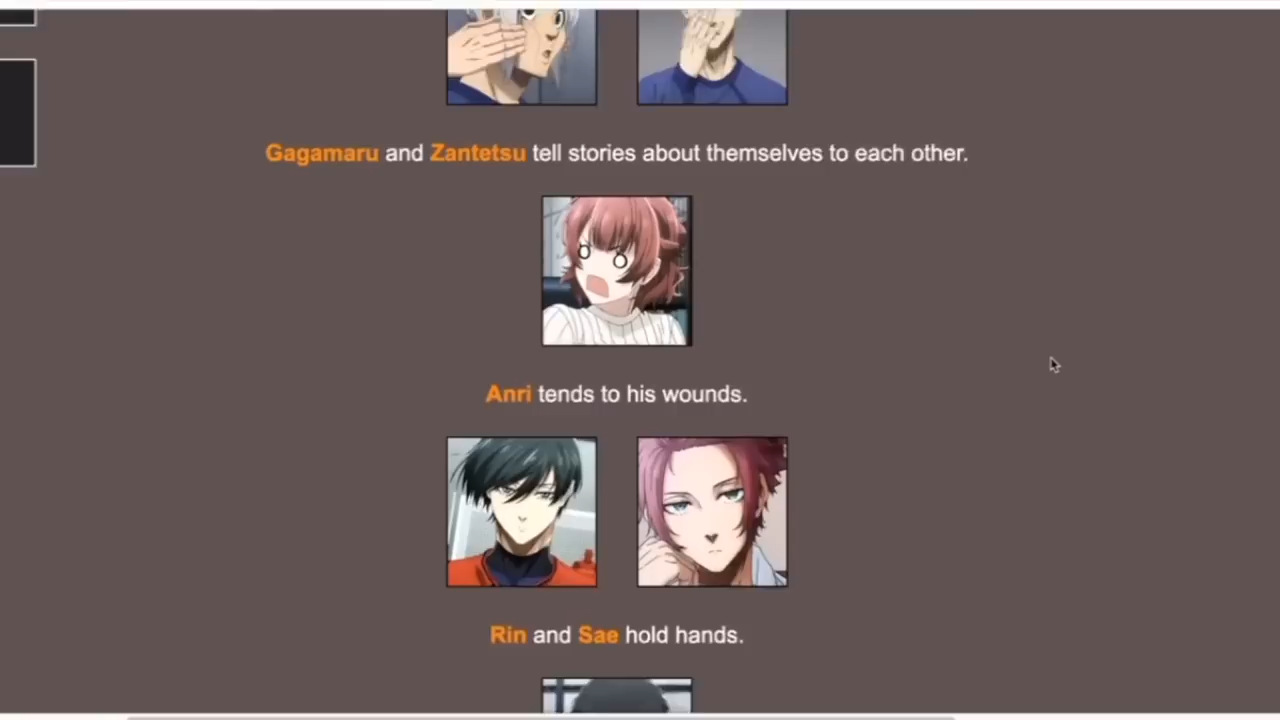 Gagamaru and Zantetsu tell stories about themselves to each other.
Anri tends to his wounds.
Rin and Sae hold hands.